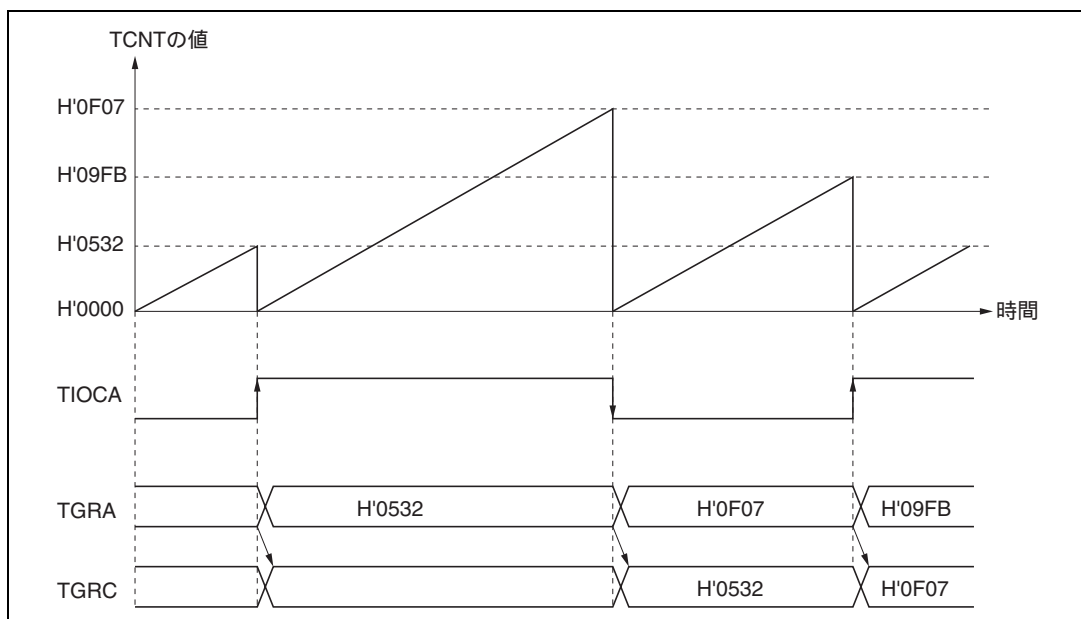 TCNTの値
H'0F07
H'09FB
H'0532
H'0000
時間
TIOCA
TGRA
H'0532
H'0F07
H'09FB
TGRC
H'0532
H'0F07